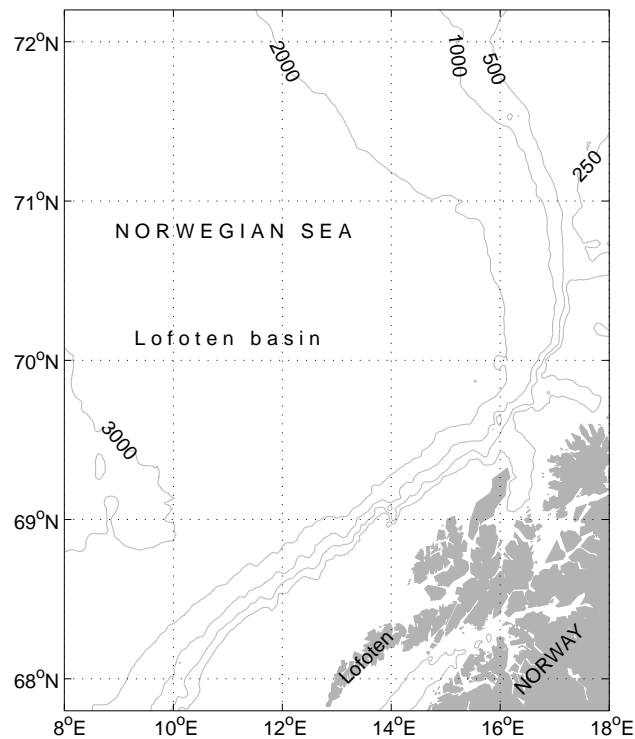 72°N
2000
1000
500
250
71°N
NORWEGIAN SEA
Lofoten basin
70°N
3000
69°N
Lofoten
NORWAY
68°N
8°E 10°E 12°E 14°E 16°E 18°E